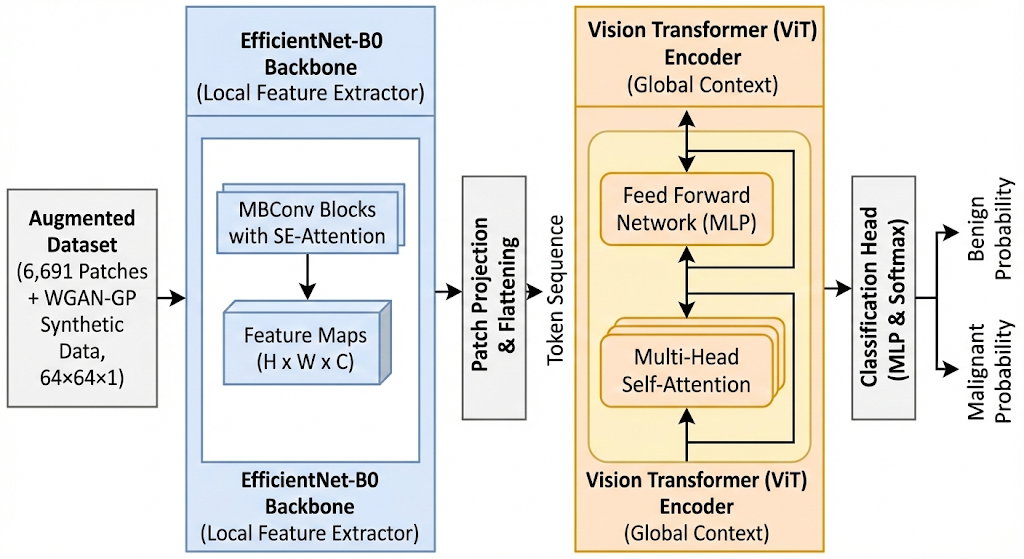 Augmented
Dataset
(6,691 Patches
+ WGAN-GP
Synthetic
Data,
64×64×1)
EfficientNet-B0
Backbone
(Local Feature Extractor)
MBConv Blocks
with SE-Attention
Feature Maps
(H x W x C)
EfficientNet-B0
Backbone
(Local Feature Extractor)
Patch Projection
& Flattening
Token Sequence
Vision Transformer (ViT)
Encoder
(Global Context)
Feed Forward
Network (MLP)
Multi-Head
Self-Attention
Vision Transformer (ViT)
Encoder
(Global Context)
Classification Head
(MLP & Softmax)
Benign
Probability
Malignant
Probability